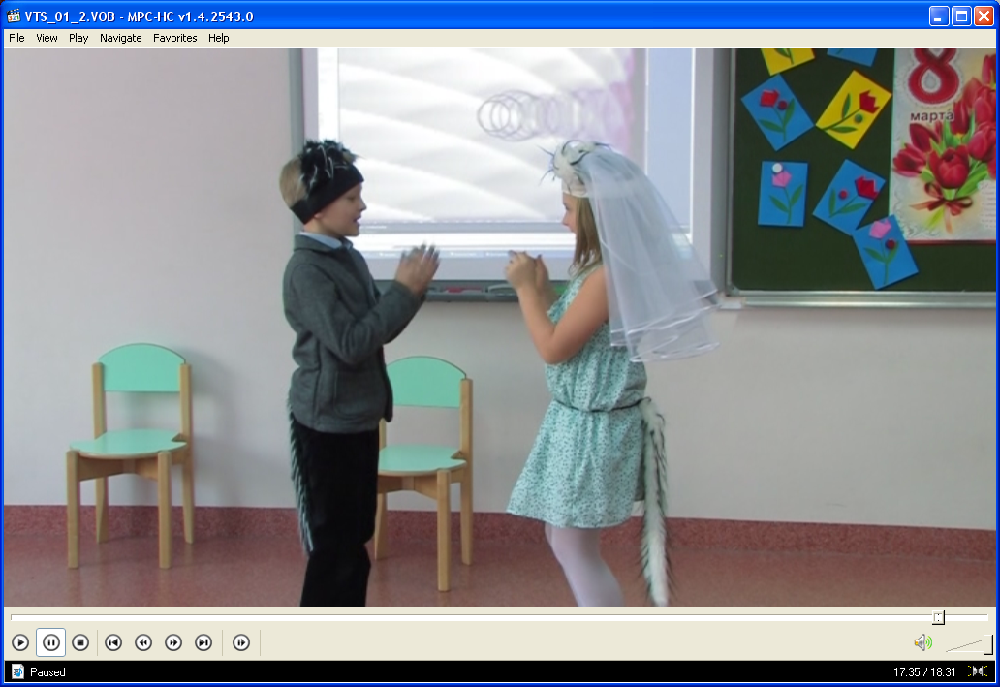 VTS_01_2.VOB - MPC-HC v1.4.2543.0
File View Play Navigate Favorites Help
8
марта
Paused
17:35 / 18:31